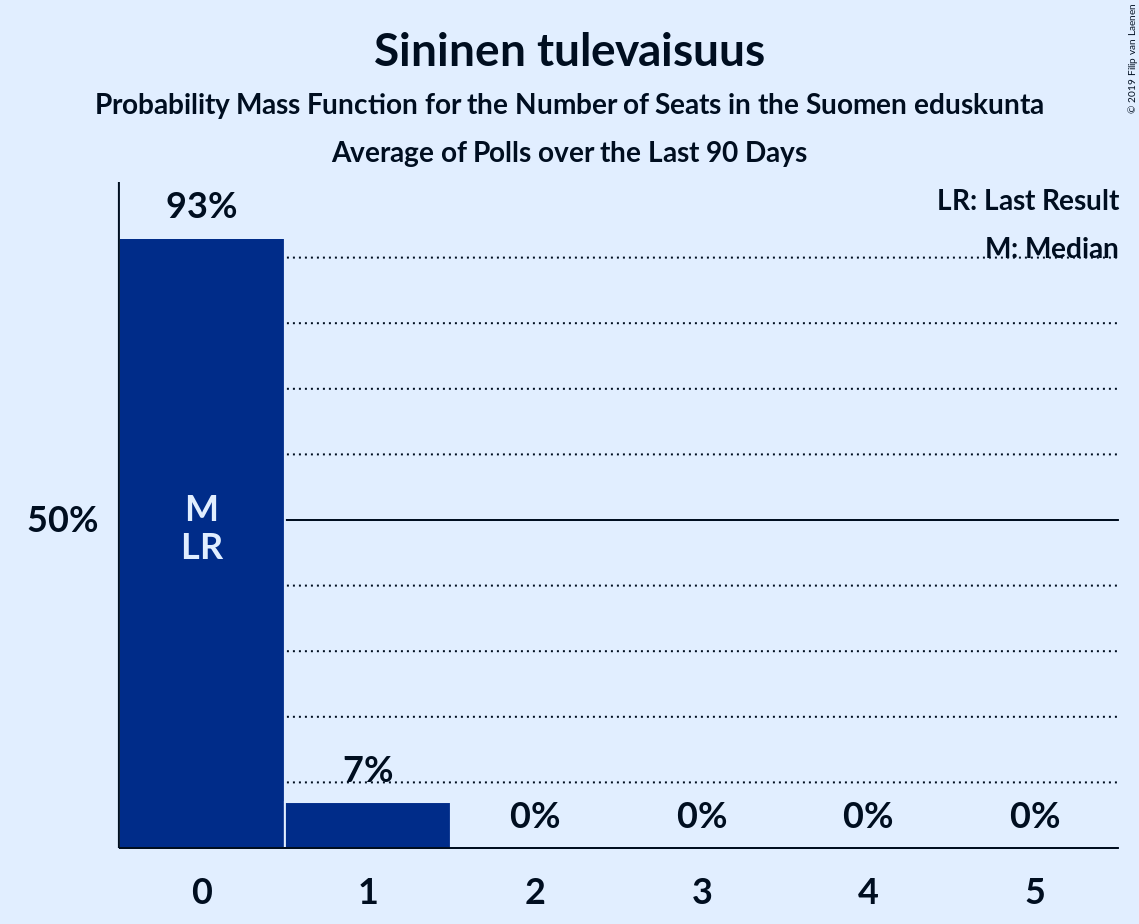 Sininen tulevaisuus
Probability Mass Function for the Number of Seats in the Suomen eduskunta
Average of Polls over the Last 90 Days
© 2019 Filip van Laenen
LR: Last Result
M: Median
93%
50%
M
LR
7%
0%
0%
0%
0%
0
1
2
3
4
5